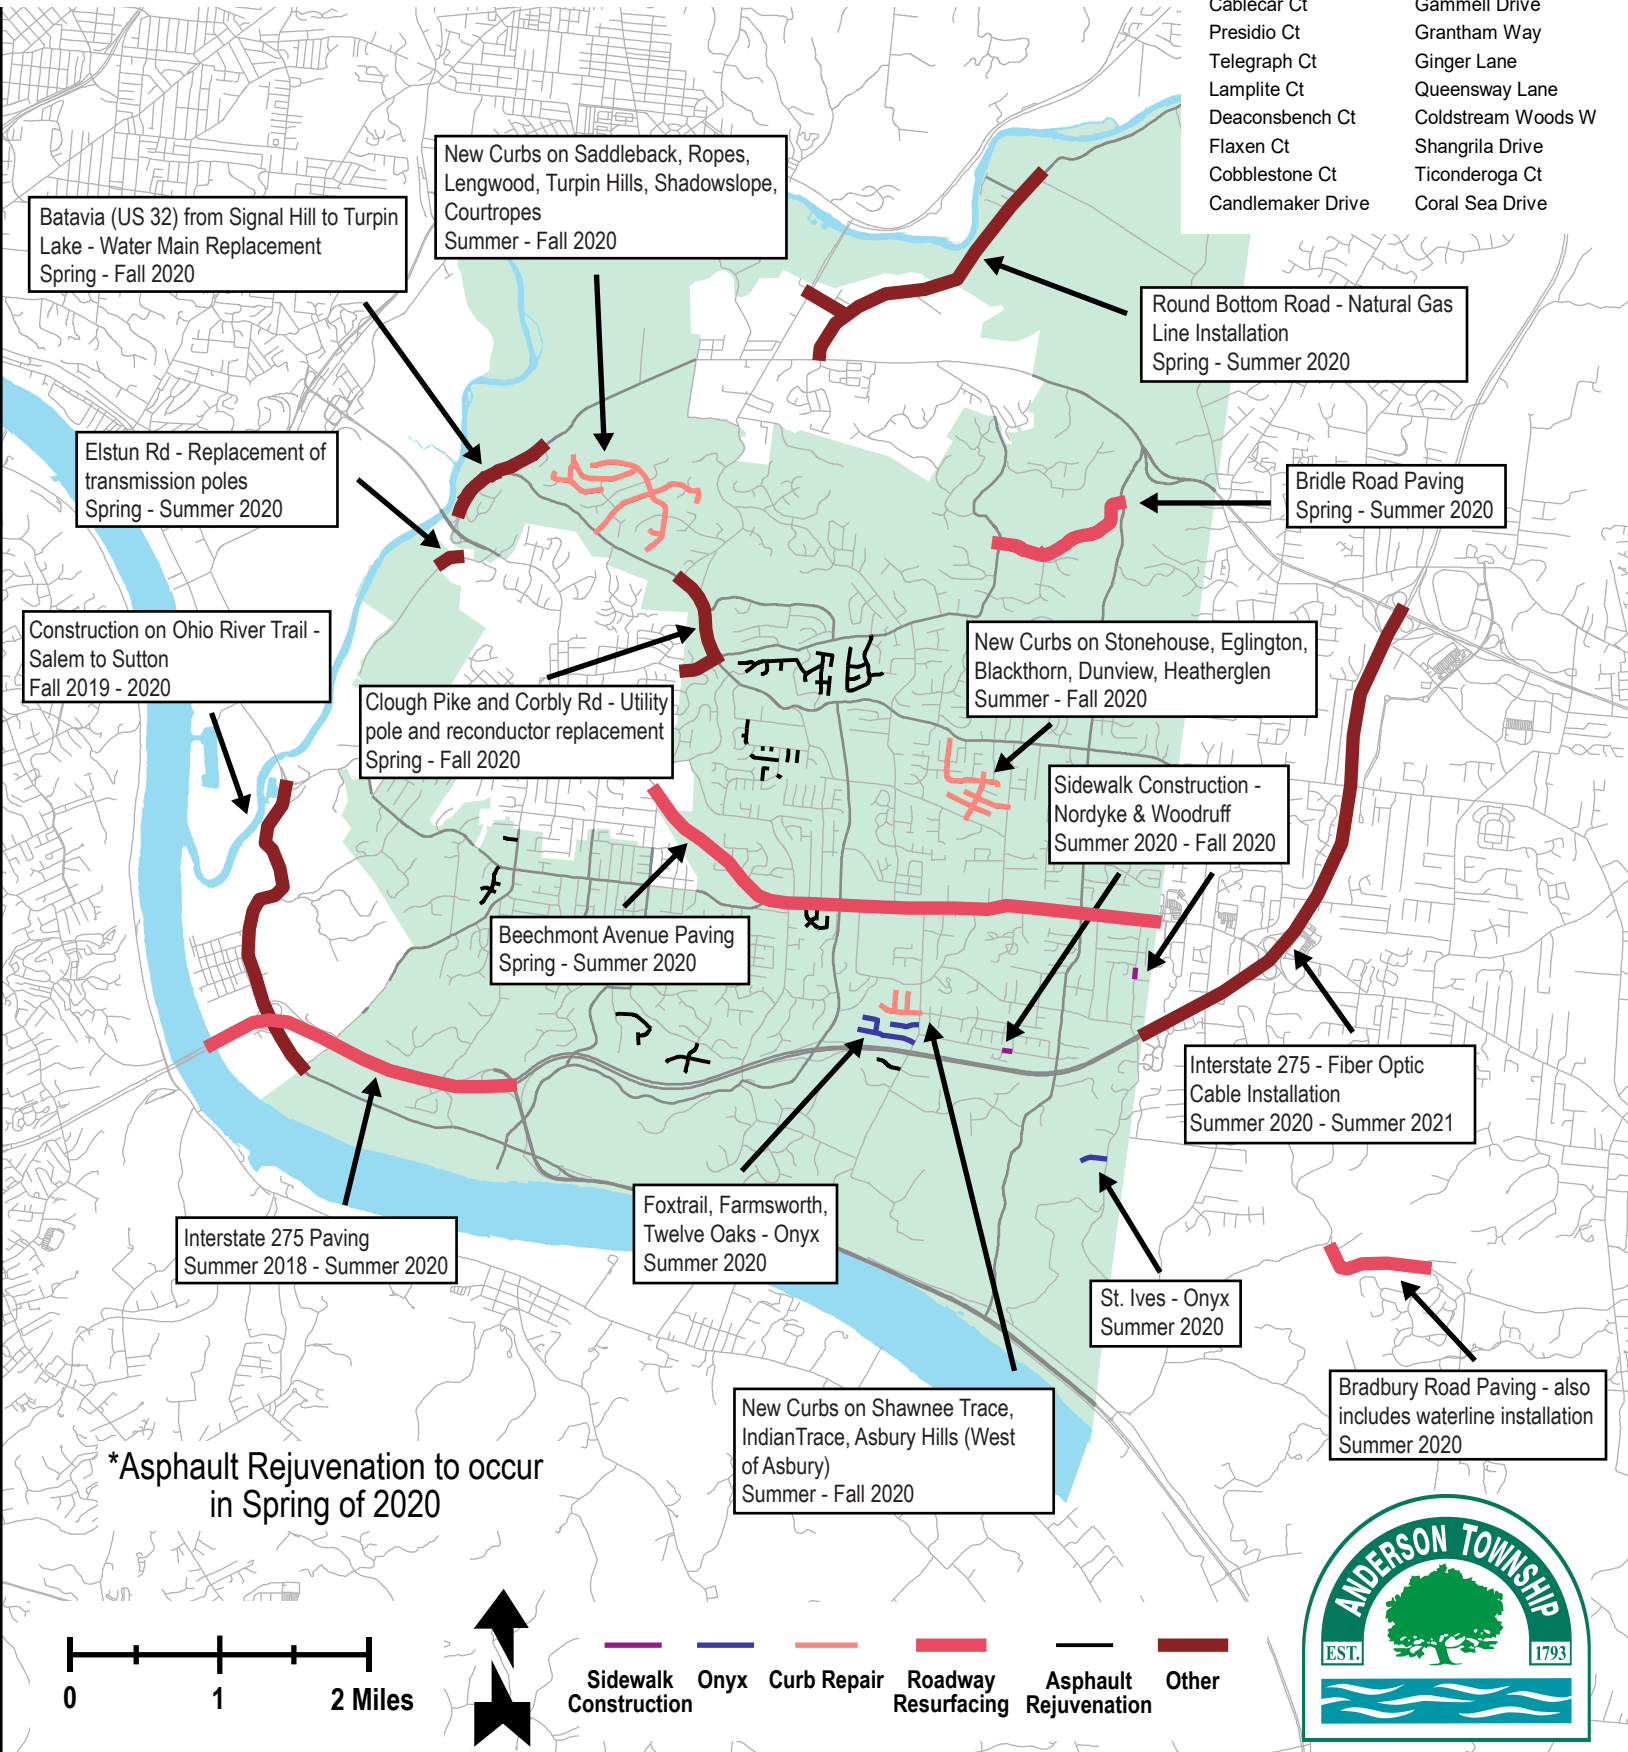 Cablecar Ct
Gammell Drive
Presidio Ct
Grantham Way
Telegraph Ct
Ginger Lane
Lamplite Ct
Queensway Lane
Deaconsbench Ct
Coldstream Woods W
Flaxen Ct
Shangrila Drive
Cobblestone Ct
Ticonderoga Ct
Candlemaker Drive
Coral Sea Drive
New Curbs on Saddleback, Ropes,
Lengwood, Turpin Hills, Shadowslope,
Courtropes
Summer - Fall 2020
Batavia (US 32) from Signal Hill to Turpin
Lake - Water Main Replacement
Spring - Fall 2020
Round Bottom Road - Natural Gas
Line Installation
Spring - Summer 2020
Elstun Rd - Replacement of
transmission poles
Spring - Summer 2020
Bridle Road Paving
Spring - Summer 2020
Construction on Ohio River Trail -
Salem to Sutton
Fall 2019 - 2020
New Curbs on Stonehouse, Eglington,
Blackthorn, Dunview, Heatherglen
Summer - Fall 2020
Clough Pike and Corbly Rd - Utility
pole and reconductor replacement
Spring - Fall 2020
Sidewalk Construction -
Nordyke & Woodruff
Summer 2020 - Fall 2020
Beechmont Avenue Paving
Spring - Summer 2020
Interstate 275 - Fiber Optic
Cable Installation
Summer 2020 - Summer 2021
Foxtrail, Farmsworth,
Twelve Oaks - Onyx
Summer 2020
Interstate 275 Paving
Summer 2018 - Summer 2020
St. Ives - Onyx
Summer 2020
Bradbury Road Paving - also
includes waterline installation
Summer 2020
New Curbs on Shawnee Trace,
IndianTrace, Asbury Hills (West
of Asbury)
Summer - Fall 2020
*Asphault Rejuvenation to occur
in Spring of 2020
0 1 2 Miles
Sidewalk
Construction
Onyx
Curb Repair
Roadway
Resurfacing
Asphault
Rejuvenation
Other
ANDERSON TOWNSHIP
EST. 1793